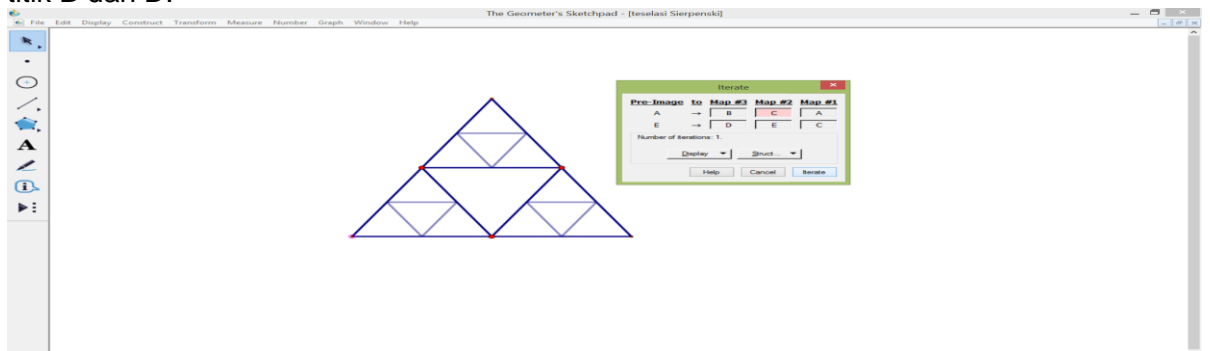 titik B dan D.
The Geometer's Sketchpad - [teselasi Sierpenski]
File Edit Display Construct Transform Measure Number Graph Window Help
Iterate
Pre-Image to Map #3 Map #2 Map #1
A → B C A
E → D E C
Number of iterations: 1.
Display Struct...
Help Cancel Iterate
A